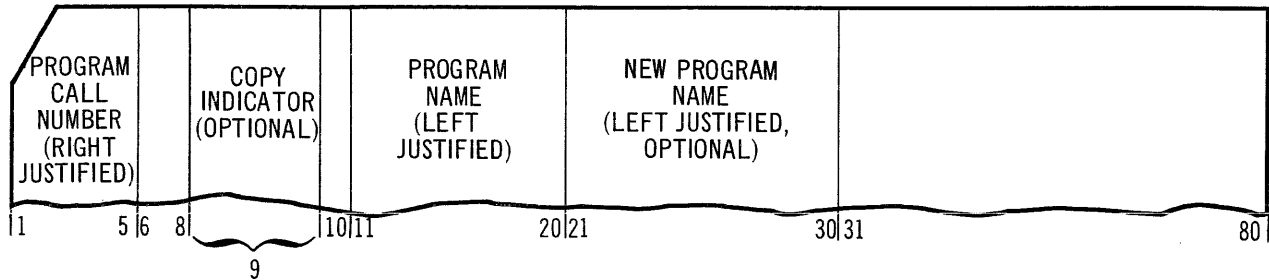 PROGRAM
CALL
NUMBER
(RIGHT
JUSTIFIED)
COPY
INDICATOR
(OPTIONAL)
PROGRAM
NAME
(LEFT
JUSTIFIED)
NEW PROGRAM
NAME
(LEFT JUSTIFIED,
OPTIONAL)
1 5 6 8 10 11 20 21 30 31 80
9